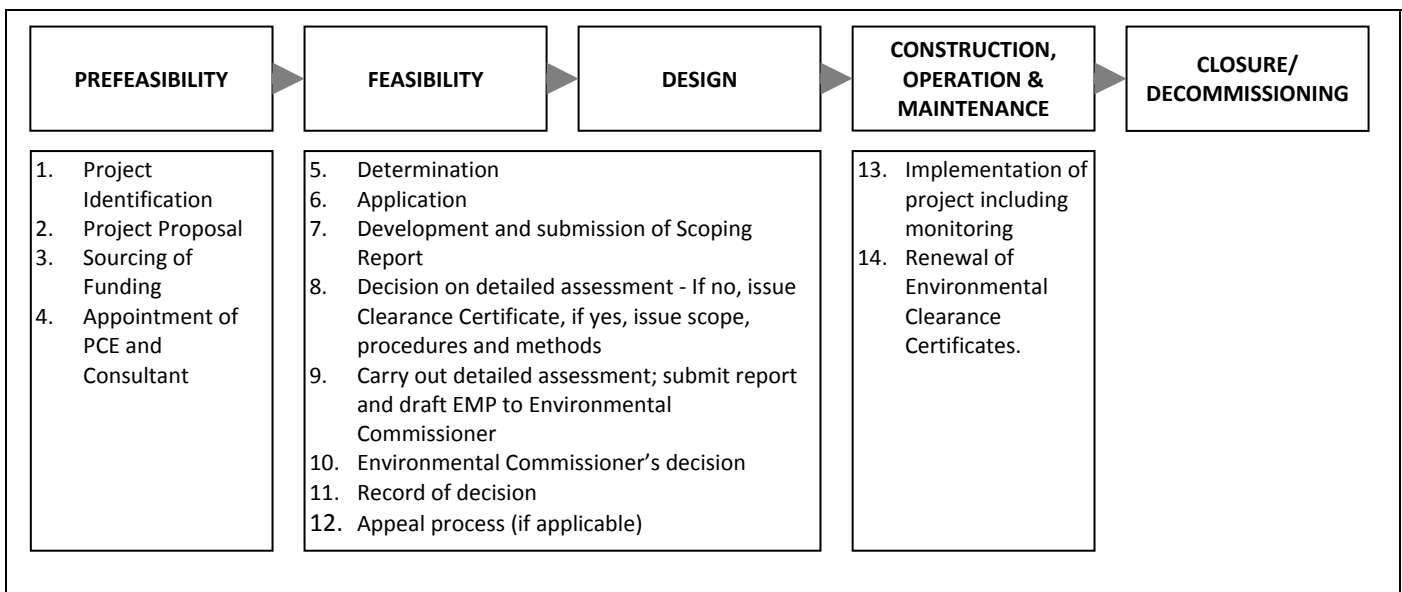 PREFEASIBILITY
FEASIBILITY
DESIGN
CONSTRUCTION,
OPERATION &
MAINTENANCE
CLOSURE/
DECOMMISSIONING
1. Project
Identification
2. Project Proposal
3. Sourcing of
Funding
4. Appointment of
PCE and
Consultant
5. Determination
6. Application
7. Development and submission of Scoping
Report
8. Decision on detailed assessment - If no, issue
Clearance Certificate, if yes, issue scope,
procedures and methods
9. Carry out detailed assessment; submit report
and draft EMP to Environmental
Commissioner
10. Environmental Commissioner’s decision
11. Record of decision
12. Appeal process (if applicable)
13. Implementation of
project including
monitoring
14. Renewal of
Environmental
Clearance
Certificates.